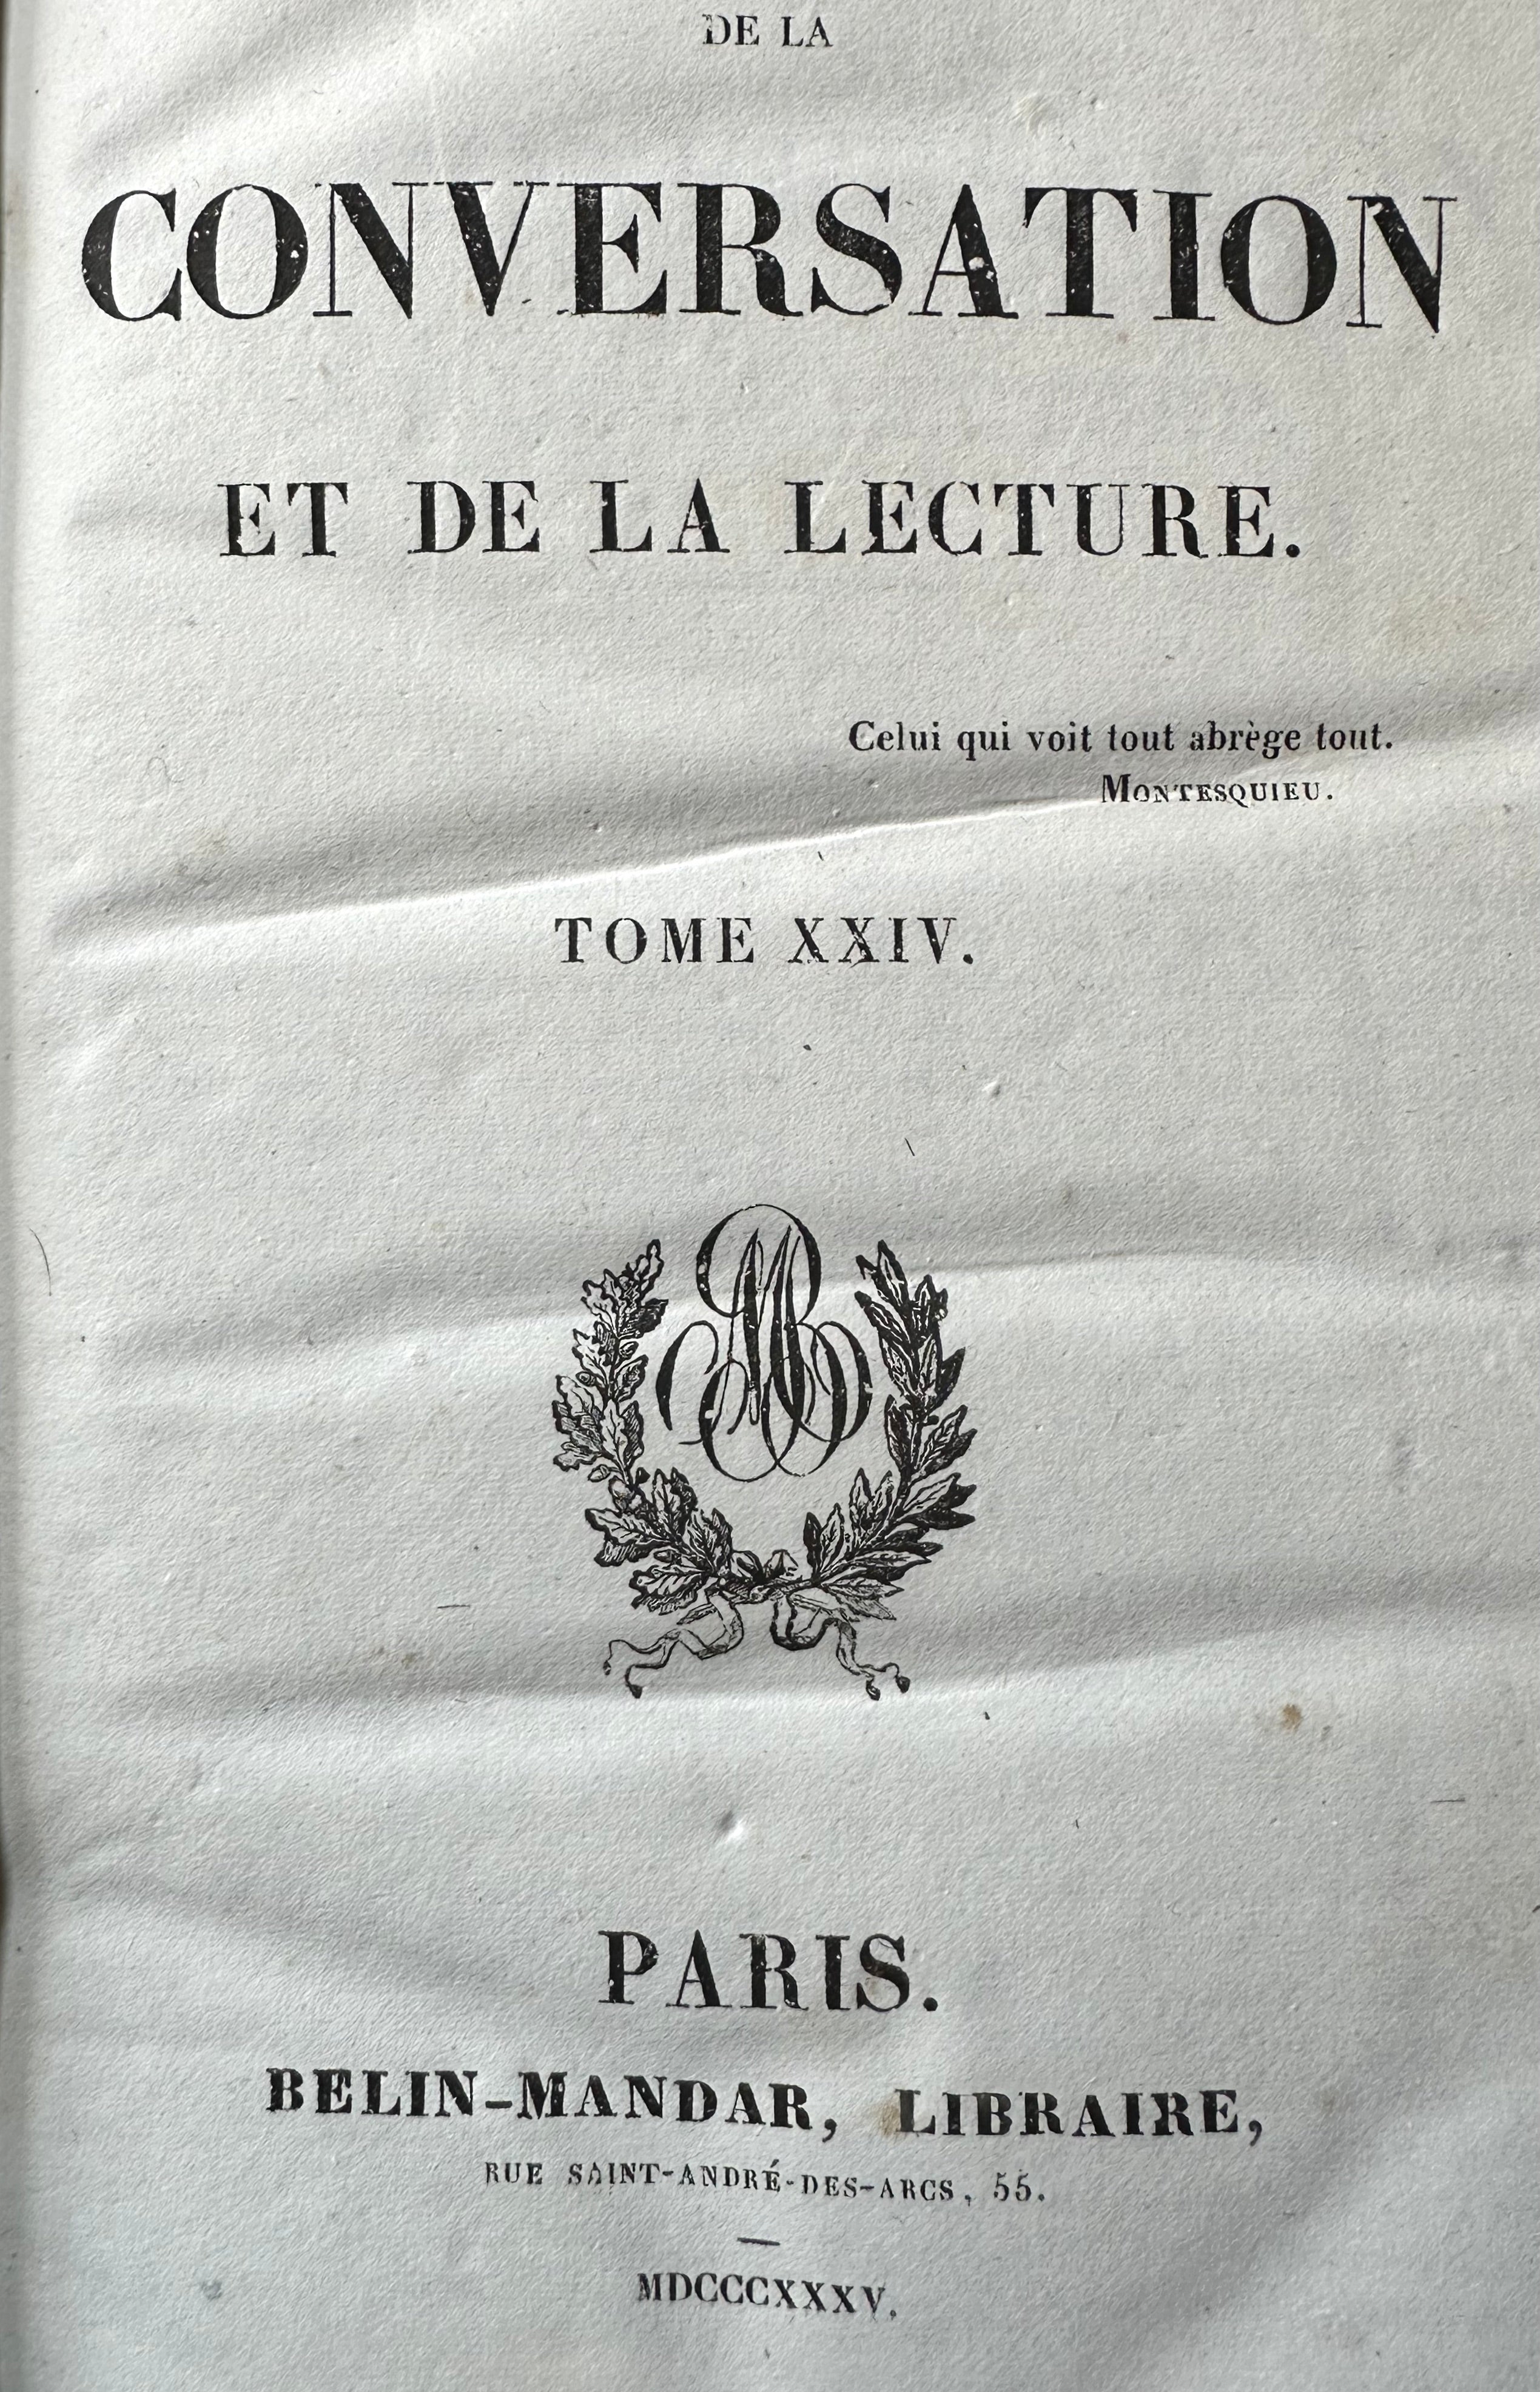 DE LA
CONVERSATION
ET DE LA LECTURE.
Celui qui voit tout abrège tout.
MONTESQUIEU.
TOME XXIV.
BM
PARIS.
BELIN-MANDAR, LIBRAIRE,
RUE SAINT-ANDRÉ-DES-ARCS, 55.
MDCCCXXXV.